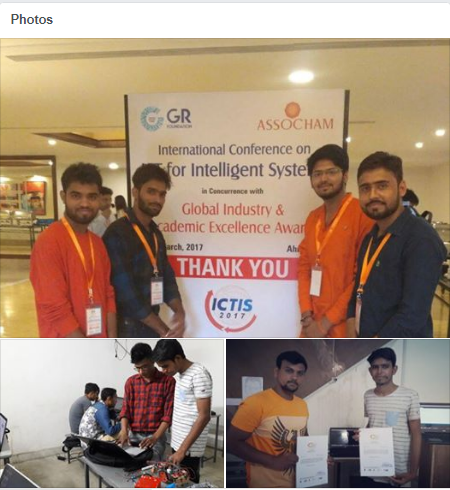 Photos
GR
FOUNDATION
ASSOCHAM
International Conference on
for Intelligent System
in Concurrence with
Global Industry &
cademic Excellence Awar
arch, 2017
THANK YOU
ICTIS
2017